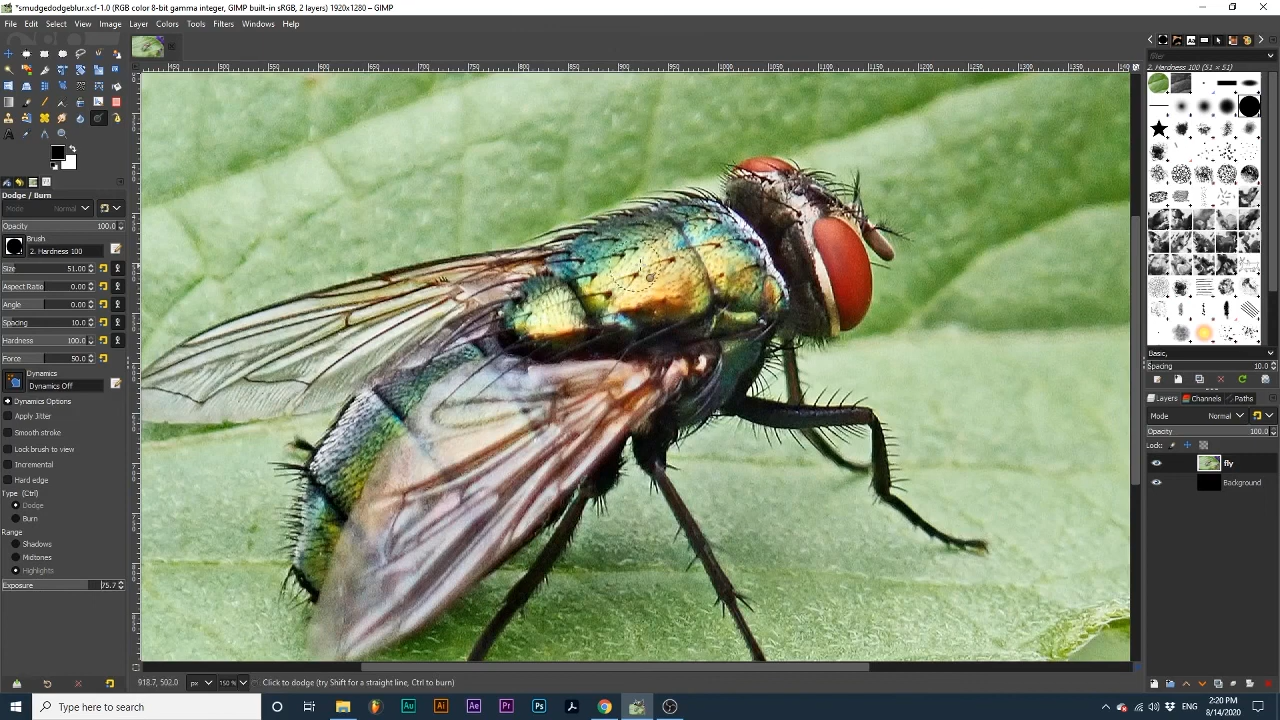 *smudgedodgeblur.xcf-1.0 (RGB color 8-bit gamma integer, GIMP built-in sRGB, 2 layers) 1920x1280 – GIMP
File Edit Select View Image Layer Colors Tools Filters Windows Help
Dodge / Burn
Mode Normal
Opacity 100.0
Brush
2. Hardness 100
Size 51.00
Aspect Ratio 0.00
Angle 0.00
Spacing 10.0
Hardness 100.0
Force 50.0
Dynamics
Dynamics Off
Dynamics Options
Apply Jitter
Smooth stroke
Lock brush to view
Incremental
Hard edge
Type (Ctrl)
Dodge
Burn
Range
Shadows
Midtones
Highlights
Exposure 75.7
filter
2. Hardness 100 (51 × 51)
Basic,
Spacing 10.0
Layers Channels Paths
Mode Normal
Opacity 100.0
Lock:
fly
Background
918.7, 502.0 px 150 % Click to dodge (try Shift for a straight line, Ctrl to burn)
Type here to search
ENG
2:20 PM
8/14/2020